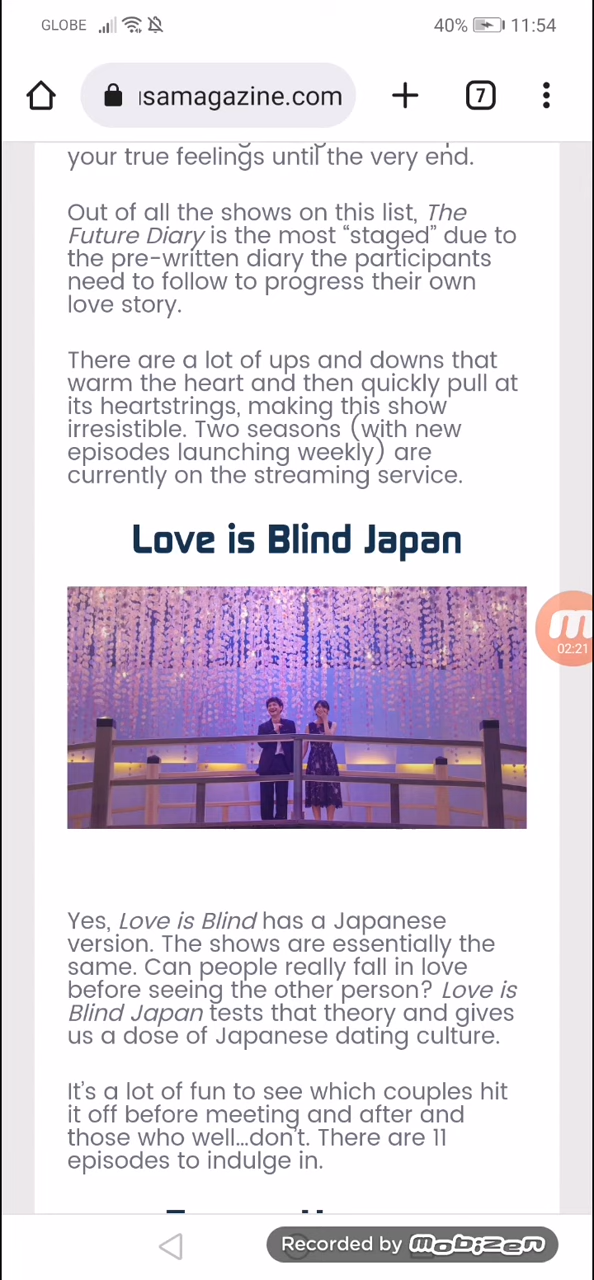 GLOBE
40%
11:54
ısamagazine.com
7
your true feelings until the very end.
Out of all the shows on this list, The
Future Diary is the most “staged” due to
the pre-written diary the participants
need to follow to progress their own
love story.
There are a lot of ups and downs that
warm the heart and then quickly pull at
its heartstrings, making this show
irresistible. Two seasons (with new
episodes launching weekly) are
currently on the streaming service.
Love is Blind Japan
02:21
Yes, Love is Blind has a Japanese
version. The shows are essentially the
same. Can people really fall in love
before seeing the other person? Love is
Blind Japan tests that theory and gives
us a dose of Japanese dating culture.
It’s a lot of fun to see which couples hit
it off before meeting and after and
those who well...don’t. There are 11
episodes to indulge in.
Recorded by mobizen